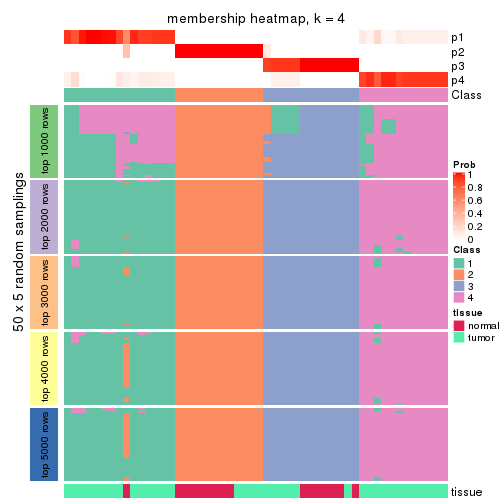 membership heatmap, k = 4
p1
p2
p3
p4
Class
50 x 5 random samplings
top 1000 rows
top 2000 rows
top 3000 rows
top 4000 rows
top 5000 rows
Prob
1
0.8
0.6
0.4
0.2
0
Class
1
2
3
4
tissue
normal
tumor
tissue